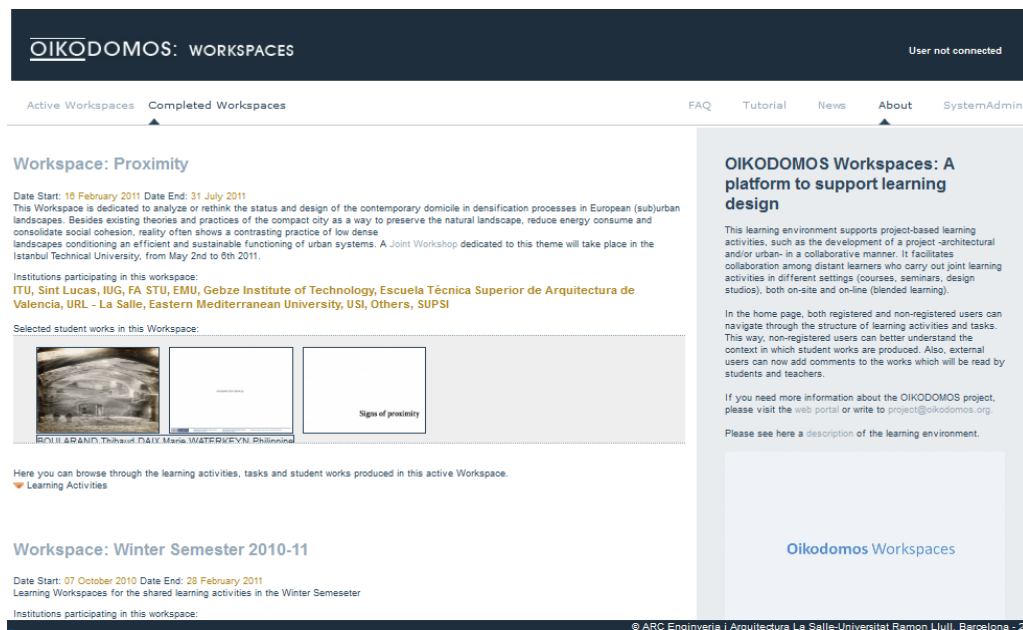 OIKODOMOS: WORKSPACES
User not connected
Active Workspaces Completed Workspaces
FAQ Tutorial News About SystemAdmin
Workspace: Proximity
Date Start: 16 February 2011 Date End: 31 July 2011
This Workspace is dedicated to analyze or rethink the status and design of the contemporary domicile in densification processes in European (sub)urban
landscapes. Besides existing theories and practices of the compact city as a way to preserve the natural landscape, reduce energy consume and
consolidate social cohesion, reality often shows a contrasting practice of low dense
landscapes conditioning an efficient and sustainable functioning of urban systems. A Joint Workshop dedicated to this theme will take place in the
Istanbul Technical University, from May 2nd to 6th 2011.
Institutions participating in this workspace:
ITU, Sint Lucas, IUG, FA STU, EMU, Gebze Institute of Technology, Escuela Técnica Superior de Arquitectura de
Valencia, URL - La Salle, Eastern Mediterranean University, USI, Others, SUPSI
Selected student works in this Workspace:
Signs of proximity
BOULARAND Thibaud DAIX Marie WATERKEYN Philippine
Here you can browse through the learning activities, tasks and student works produced in this active Workspace.
Learning Activities
Workspace: Winter Semester 2010-11
Date Start: 07 October 2010 Date End: 28 February 2011
Learning Workspaces for the shared learning activities in the Winter Semeseter
Institutions participating in this workspace:
OIKODOMOS Workspaces: A
platform to support learning
design
This learning environment supports project-based learning
activities, such as the development of a project -architectural
and/or urban- in a collaborative manner. It facilitates
collaboration among distant learners who carry out joint learning
activities in different settings (courses, seminars, design
studios), both on-site and on-line (blended learning).
In the home page, both registered and non-registered users can
navigate through the structure of learning activities and tasks.
This way, non-registered users can better understand the
context in which student works are produced. Also, external
users can now add comments to the works which will be read by
students and teachers.
If you need more information about the OIKODOMOS project,
please visit the web portal or write to project@oikodomos.org.
Please see here a description of the learning environment.
Oikodomos Workspaces
© ARC Enginyeria i Arquitectura La Salle-Universitat Ramon Llull. Barcelona - 2